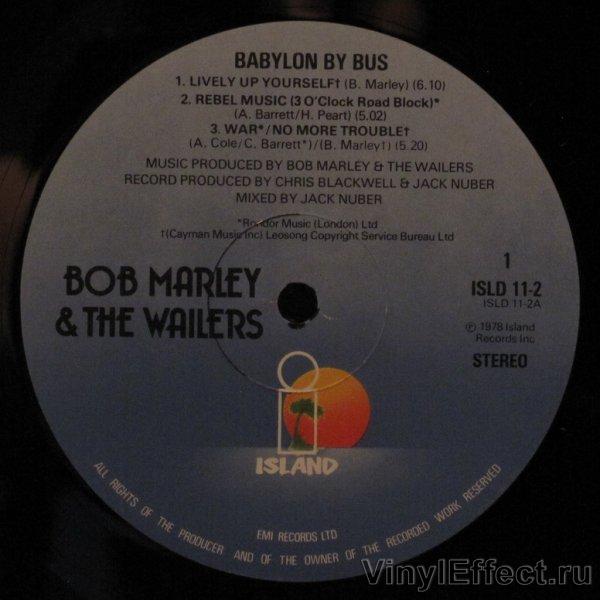 BABYLON BY BUS
1. LIVELY UP YOURSELF† (B. Marley) (6.10)
2. REBEL MUSIC (3 O'Clock Road Block)*
(A. Barrett/H. Peart) (5.02)
3. WAR*/NO MORE TROUBLE†
(A. Cole/C. Barrett*)/(B. Marley†) (5.20)
MUSIC PRODUCED BY BOB MARLEY & THE WAILERS
RECORD PRODUCED BY CHRIS BLACKWELL & JACK NUBER
MIXED BY JACK NUBER
*Rondor Music (London) Ltd
†(Cayman Music Inc) Leosong Copyright Service Bureau Ltd
BOB MARLEY
& THE WAILERS
1
ISLD 11-2
ISLD 11-2A
℗ 1978 Island
Records Inc
STEREO
ISLAND
EMI RECORDS LTD
ALL RIGHTS OF THE PRODUCER AND OF THE OWNER OF THE RECORDED WORK RESERVED
VinylEffect.ru